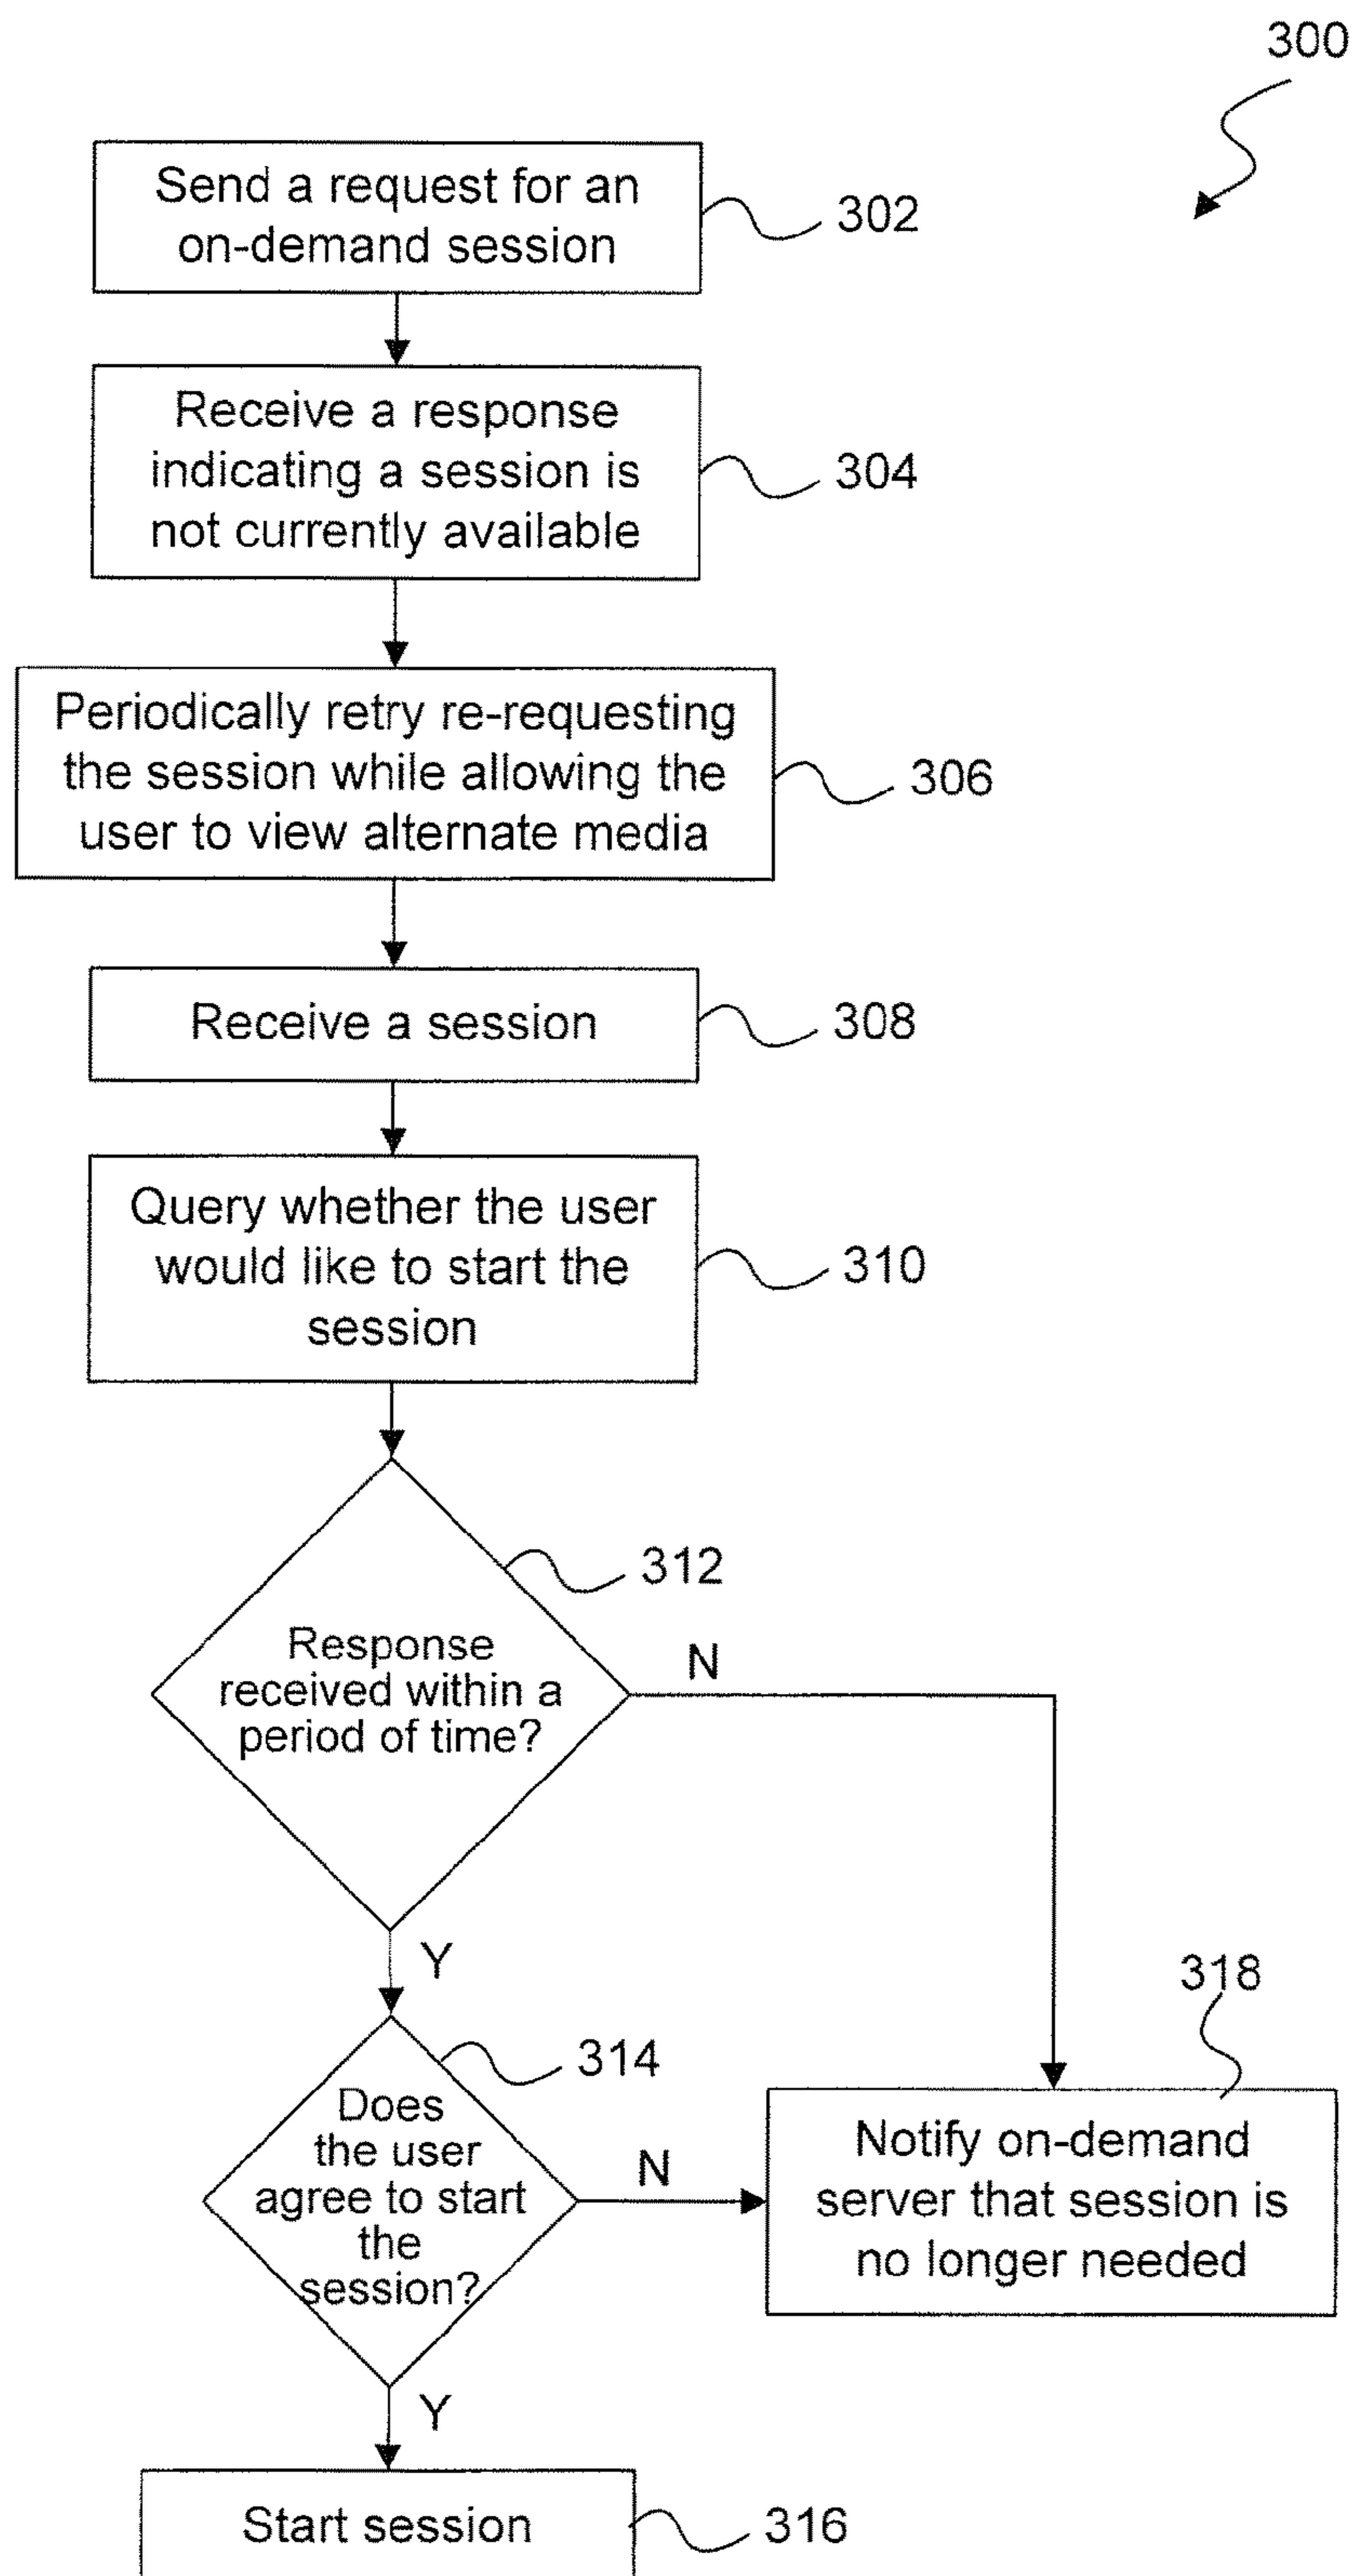 300
Send a request for an
on-demand session
302
Receive a response
indicating a session is
not currently available
304
Periodically retry re-requesting
the session while allowing the
user to view alternate media
306
Receive a session
308
Query whether the user
would like to start the
session
310
312
Response
received within a
period of time?
N
Y
318
314
Does
the user
agree to start
the
session?
N
Notify on-demand
server that session is
no longer needed
Y
Start session
316